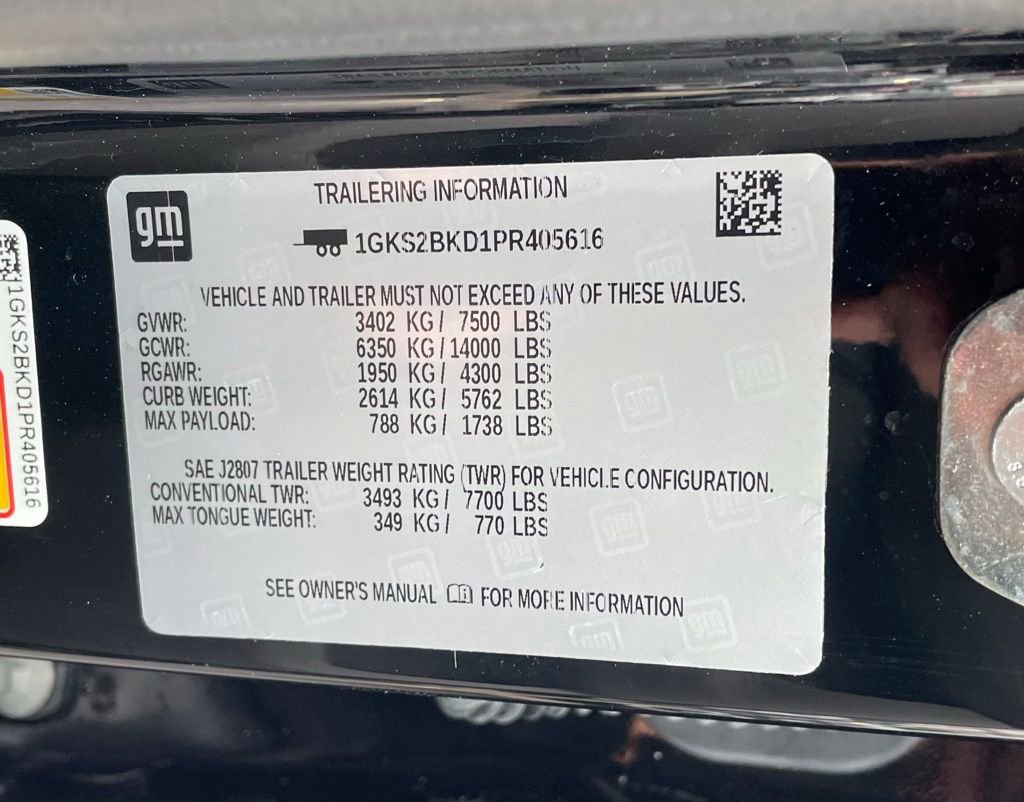 gm
TRAILERING INFORMATION
1GKS2BKD1PR405616
VEHICLE AND TRAILER MUST NOT EXCEED ANY OF THESE VALUES.
GVWR: 3402 KG/ 7500 LBS
GCWR: 6350 KG/14000 LBS
RGAWR: 1950 KG/ 4300 LBS
CURB WEIGHT: 2614 KG/ 5762 LBS
MAX PAYLOAD: 788 KG/ 1738 LBS
SAE J2807 TRAILER WEIGHT RATING (TWR) FOR VEHICLE CONFIGURATION.
CONVENTIONAL TWR: 3493 KG/ 7700 LBS
MAX TONGUE WEIGHT: 349 KG/ 770 LBS
SEE OWNER'S MANUAL FOR MORE INFORMATION
1GKS2BKD1PR405616